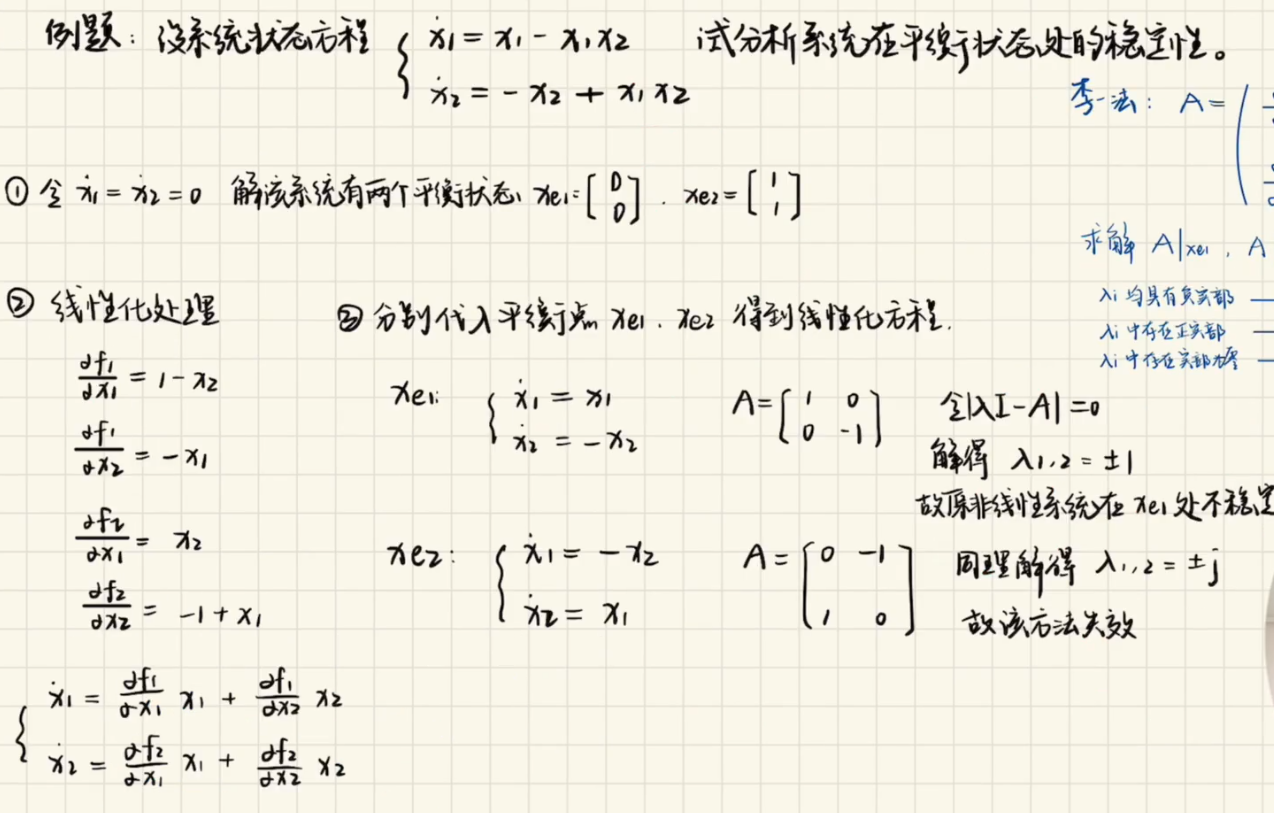 例题：设系统状态方程 { ẋ1 = x1 - x1x2 试分析系统在平衡状态处的稳定性。
ẋ2 = - x2 + x1x2
李一法： A =
① 令 ẋ1 = ẋ2 = 0 解该系统有两个平衡状态, xe1 = [0 0] . xe2 = [1 1]
求解 A|xe1 , A
λi 均具有负实部 —
λi 中存在正实部 —
λi 中存在实部为零 —
② 线性化处理
∂f1/∂x1 = 1 - x2
∂f1/∂x2 = - x1
∂f2/∂x1 = x2
∂f2/∂x2 = -1 + x1
{ ẋ1 = ∂f1/∂x1 x1 + ∂f1/∂x2 x2
ẋ2 = ∂f2/∂x1 x1 + ∂f2/∂x2 x2
③ 分别代入平衡点 xe1 . xe2 得到线性化方程.
xe1: { ẋ1 = x1
ẋ2 = - x2
A = [1 0
0 -1]
令|λI - A| = 0
解得 λ1,2 = ±1
故原非线性系统在 xe1 处不稳定
xe2: { ẋ1 = - x2
ẋ2 = x1
A = [0 -1
1 0]
同理解得 λ1,2 = ±j
故该方法失效